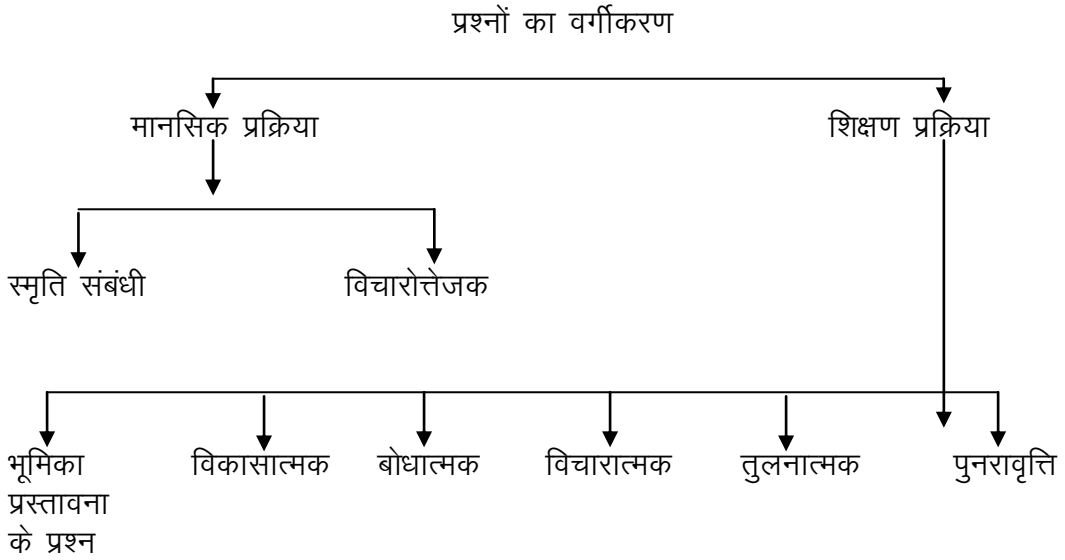 प्रश्नों का वर्गीकरण
मानसिक प्रक्रिया
शिक्षण प्रक्रिया
स्मृति संबंधी
विचारोत्तेजक
भूमिका
प्रस्तावना
के प्रश्न
विकासात्मक
बोधात्मक
विचारात्मक
तुलनात्मक
पुनरावृत्ति